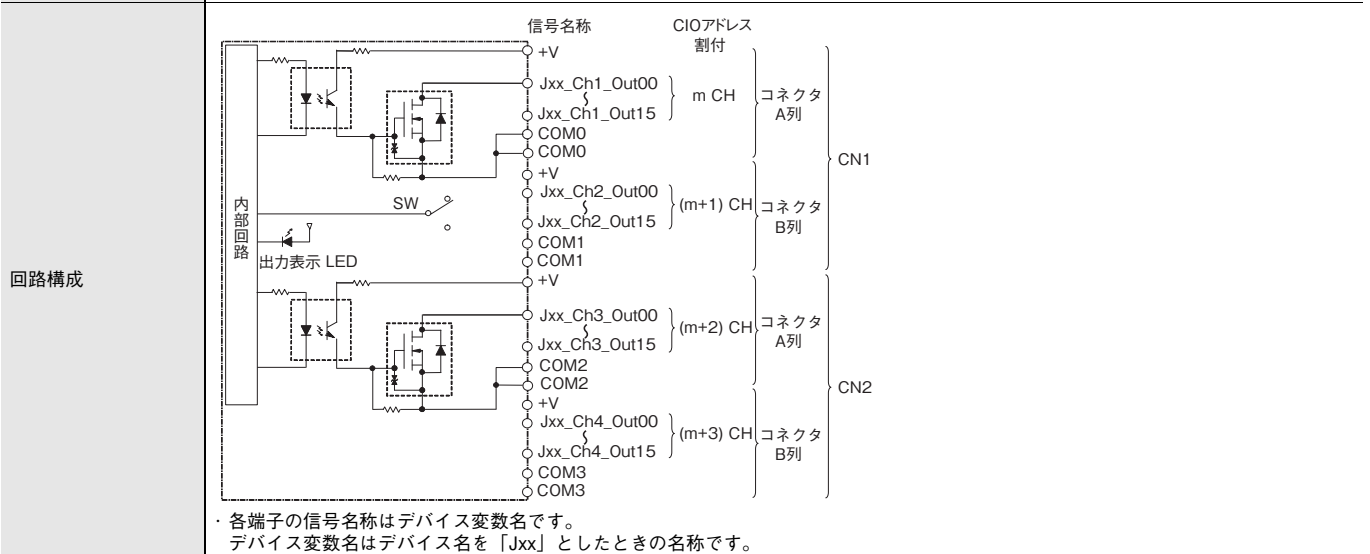 回路構成
信号名称
CIOアドレス
割付
+V
Jxx_Ch1_Out00
Jxx_Ch1_Out15
m CH
コネクタ
A列
COM0
COM0
CN1
+V
Jxx_Ch2_Out00
Jxx_Ch2_Out15
(m+1) CH
コネクタ
B列
COM1
COM1
内部回路
SW
出力表示 LED
+V
Jxx_Ch3_Out00
Jxx_Ch3_Out15
(m+2) CH
コネクタ
A列
COM2
COM2
CN2
+V
Jxx_Ch4_Out00
Jxx_Ch4_Out15
(m+3) CH
コネクタ
B列
COM3
COM3
・各端子の信号名称はデバイス変数名です。
デバイス変数名はデバイス名を「Jxx」としたときの名称です。